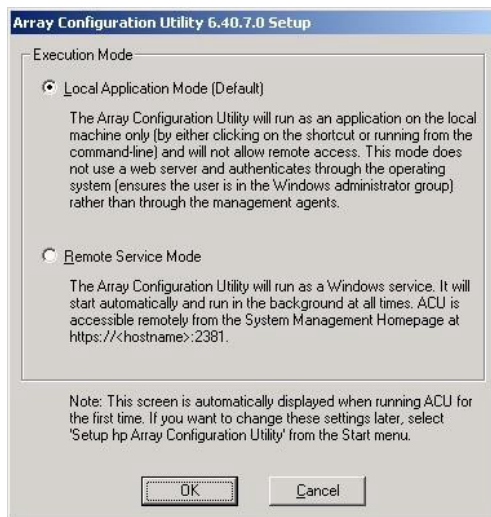 Array Configuration Utility 6.40.7.0 Setup
Execution Mode
Local Application Mode (Default)
The Array Configuration Utility will run as an application on the local
machine only (by either clicking on the shortcut or running from the
command-line) and will not allow remote access. This mode does
not use a web server and authenticates through the operating
system (ensures the user is in the Windows administrator group)
rather than through the management agents.
Remote Service Mode
The Array Configuration Utility will run as a Windows service. It will
start automatically and run in the background at all times. ACU is
accessible remotely from the System Management Homepage at
https://<hostname>:2381.
Note: This screen is automatically displayed when running ACU for
the first time. If you want to change these settings later, select
'Setup hp Array Configuration Utility' from the Start menu.
OK
Cancel